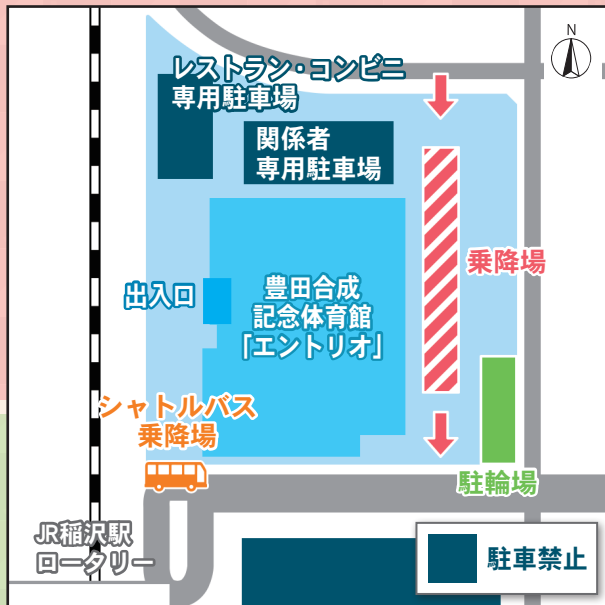 N
レストラン・コンビニ
専用駐車場
関係者
専用駐車場
乗降場
出入口
豊田合成
記念体育館
「エントリオ」
シャトルバス
乗降場
駐輪場
JR稲沢駅
ロータリー
駐車禁止